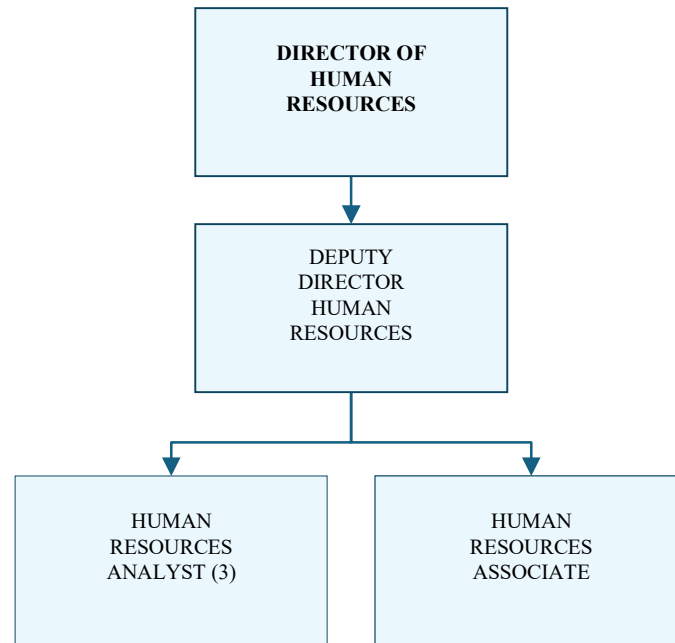 DIRECTOR OF
HUMAN
RESOURCES
DEPUTY
DIRECTOR
HUMAN
RESOURCES
HUMAN
RESOURCES
ANALYST (3)
HUMAN
RESOURCES
ASSOCIATE